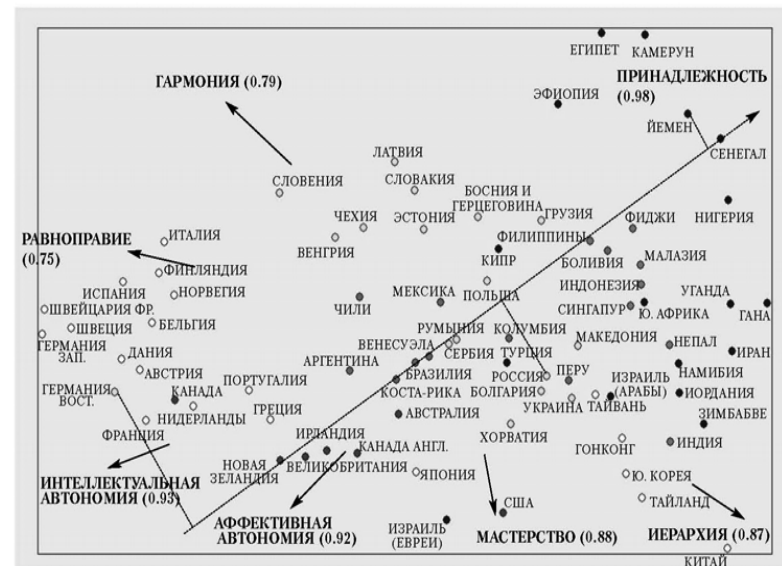 ЕГИПЕТ
КАМЕРУН
ГАРМОНИЯ (0.79)
ПРИНАДЛЕЖНОСТЬ
(0.98)
ЭФИОПИЯ
ЙЕМЕН
СЕНЕГАЛ
ЛАТВИЯ
СЛОВЕНИЯ
СЛОВАКИЯ
БОСНИЯ И
ГЕРЦЕГОВИНА
НИГЕРИЯ
ЧЕХИЯ
ЭСТОНИЯ
ГРУЗИЯ
ФИДЖИ
РАВНОПРАВИЕ
(0.75)
ИТАЛИЯ
ВЕНГРИЯ
ФИЛИППИНЫ
КИПР
БОЛИВИЯ
МАЛАЗИЯ
ФИНЛЯНДИЯ
ИСПАНИЯ
НОРВЕГИЯ
ПОЛЬША
ИНДОНЕЗИЯ
МЕКСИКА
УГАНДА
ШВЕЙЦАРИЯ ФР.
ЧИЛИ
СИНГАПУР
Ю. АФРИКА
ГАНА
ШВЕЦИЯ
БЕЛЬГИЯ
РУМЫНИЯ
КОЛУМБИЯ
МАКЕДОНИЯ
ГЕРМАНИЯ
ЗАП.
ВЕНЕСУЭЛА
СЕРБИЯ
ТУРЦИЯ
НЕПАЛ
ИРАН
ДАНИЯ
АВСТРИЯ
АРГЕНТИНА
БРАЗИЛИЯ
РОССИЯ
ПЕРУ
НАМИБИЯ
ГЕРМАНИЯ
ВОСТ.
КАНАДА
ПОРТУГАЛИЯ
КОСТА-РИКА
БОЛГАРИЯ
ИЗРАИЛЬ
(АРАБЫ)
ИОРДАНИЯ
НИДЕРЛАНДЫ
ГРЕЦИЯ
АВСТРАЛИЯ
УКРАИНА
ТАЙВАНЬ
ЗИМБАБВЕ
ФРАНЦИЯ
ИРЛАНДИЯ
КАНАДА АНГЛ.
ХОРВАТИЯ
ГОНКОНГ
ИНДИЯ
НОВАЯ
ЗЕЛАНДИЯ
ВЕЛИКОБРИТАНИЯ
ЯПОНИЯ
Ю. КОРЕЯ
ИНТЕЛЛЕКТУАЛЬНАЯ
АВТОНОМИЯ (0.93)
ТАЙЛАНД
США
АФФЕКТИВНАЯ
АВТОНОМИЯ (0.92)
ИЗРАИЛЬ
(ЕВРЕИ)
МАСТЕРСТВО (0.88)
ИЕРАРХИЯ (0.87)
КИТАЙ